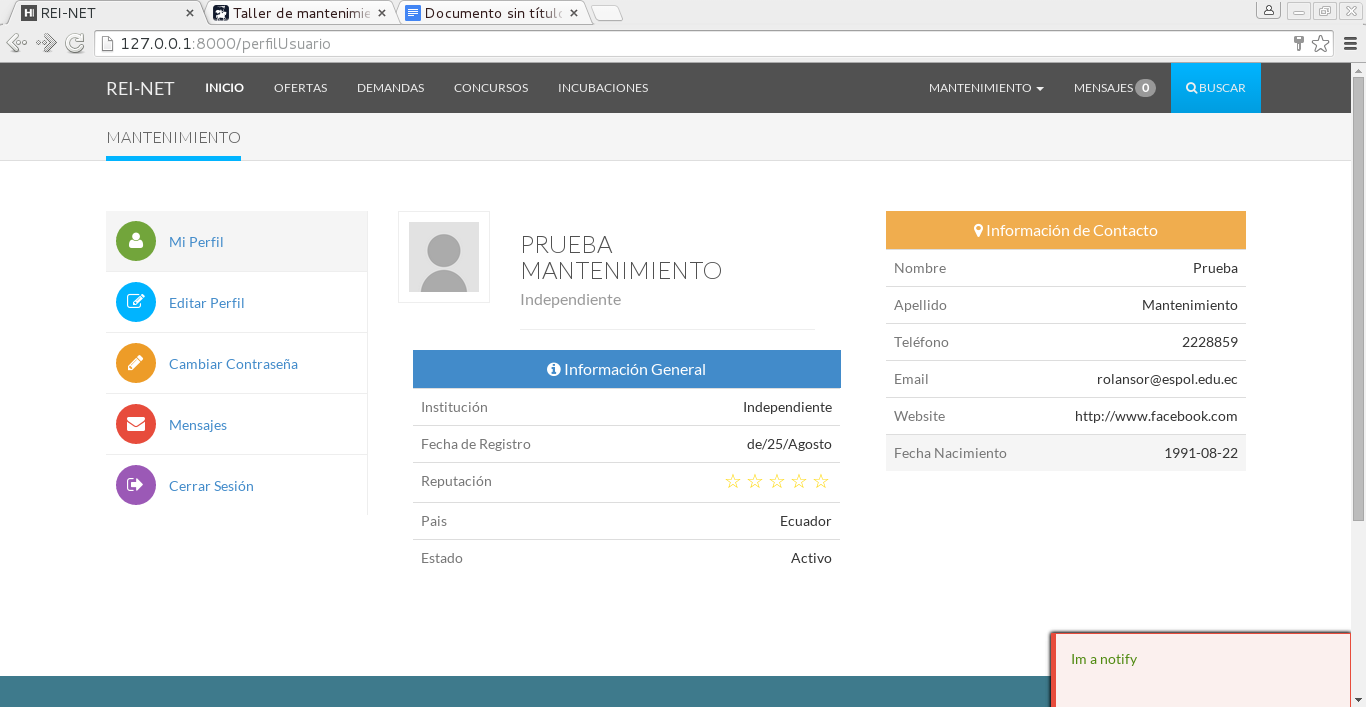 REI-NET
Taller de mantenimie
Documento sin título
127.0.0.1:8000/perfilUsuario
REI-NET INICIO OFERTAS DEMANDAS CONCURSOS INCUBACIONES MANTENIMIENTO MENSAJES 0 BUSCAR
MANTENIMIENTO
Mi Perfil
Editar Perfil
Cambiar Contraseña
Mensajes
Cerrar Sesión
PRUEBA
MANTENIMIENTO
Independiente
Información General
Institución Independiente
Fecha de Registro de/25/Agosto
Reputación
Pais Ecuador
Estado Activo
Información de Contacto
Nombre Prueba
Apellido Mantenimiento
Teléfono 2228859
Email rolansor@espol.edu.ec
Website http://www.facebook.com
Fecha Nacimiento 1991-08-22
Im a notify